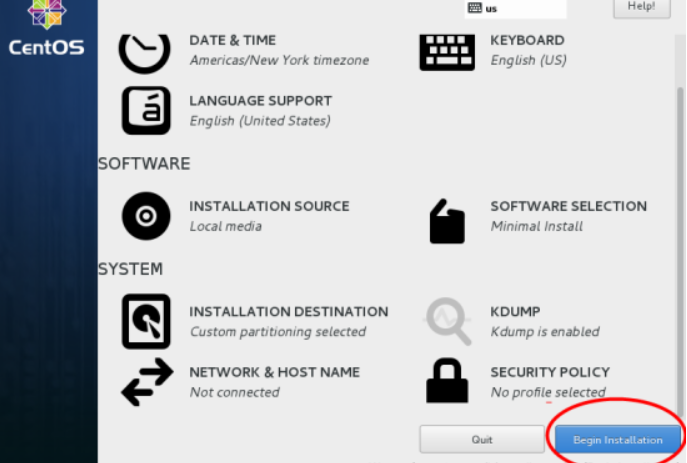 us
Help!
CentOS
DATE & TIME
Americas/New York timezone
KEYBOARD
English (US)
LANGUAGE SUPPORT
English (United States)
SOFTWARE
INSTALLATION SOURCE
Local media
SOFTWARE SELECTION
Minimal Install
SYSTEM
INSTALLATION DESTINATION
Custom partitioning selected
KDUMP
Kdump is enabled
NETWORK & HOST NAME
Not connected
SECURITY POLICY
No profile selected
Quit
Begin Installation